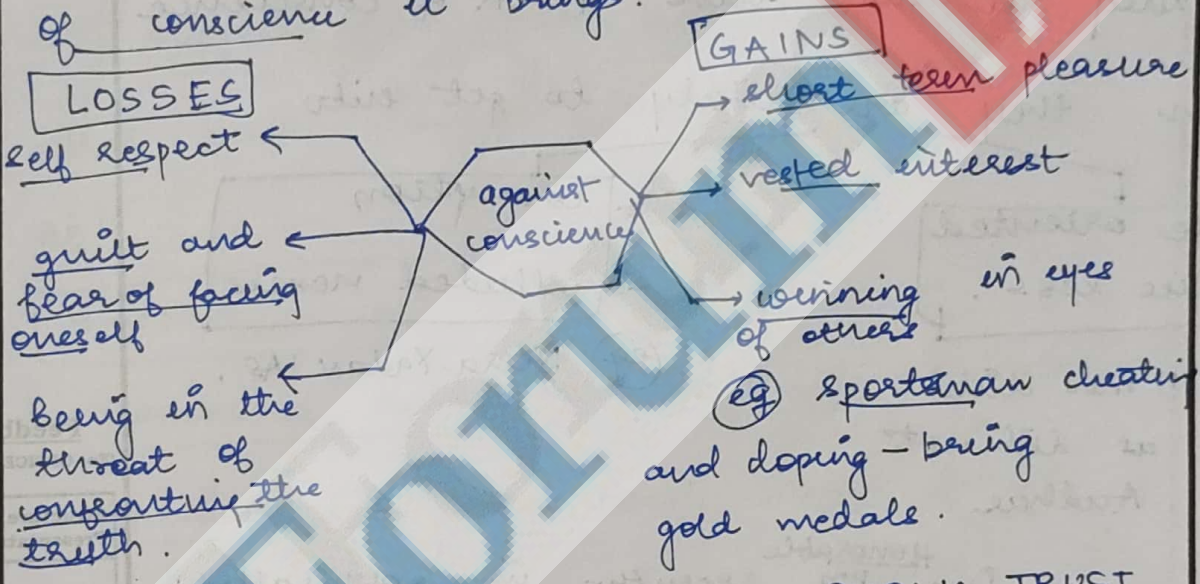 of conscience it brings.
LOSSES
self respect
guilt and
fear of facing
oneself
being in the
threat of
confronting the
truth.
against
conscience
GAINS
short term pleasure
vested interest
winning in eyes
of others
eg sportsman cheating
and doping – bring
gold medals.
TRUST
Forum